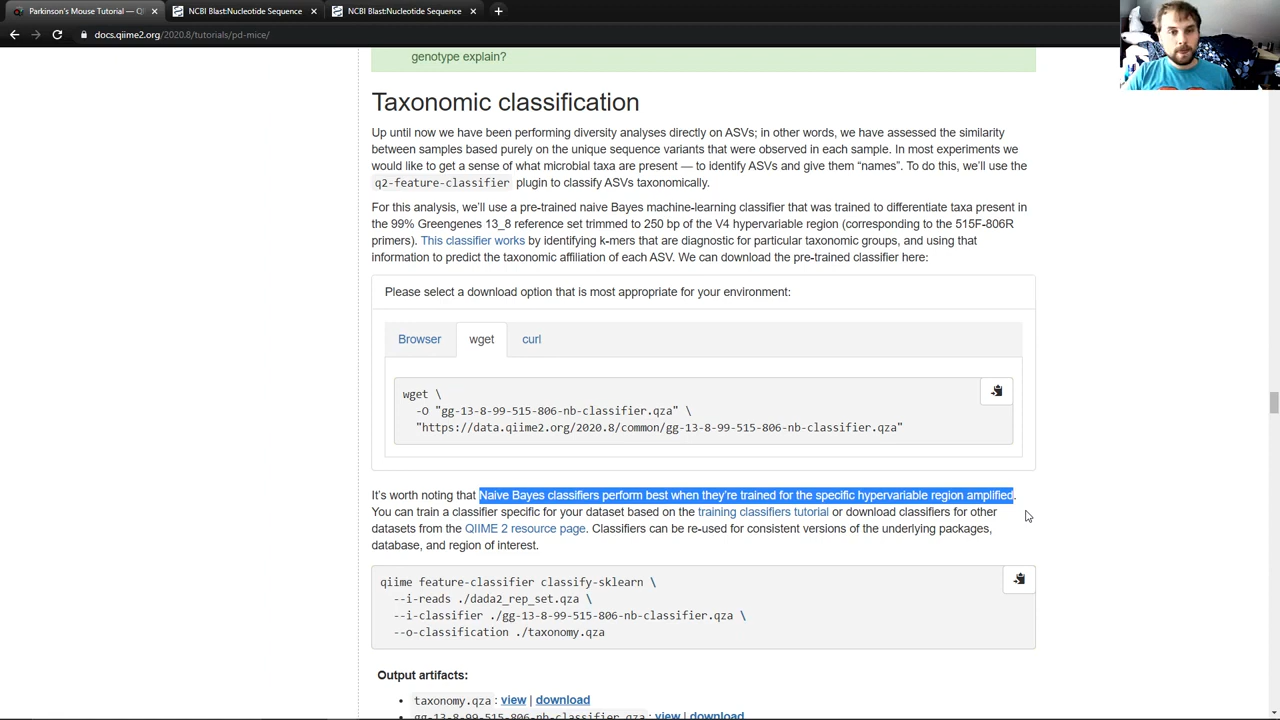 Parkinson's Mouse Tutorial — Q
NCBI Blast:Nucleotide Sequence
NCBI Blast:Nucleotide Sequence
docs.qiime2.org/2020.8/tutorials/pd-mice/
genotype explain?
Taxonomic classification
Up until now we have been performing diversity analyses directly on ASVs; in other words, we have assessed the similarity
between samples based purely on the unique sequence variants that were observed in each sample. In most experiments we
would like to get a sense of what microbial taxa are present — to identify ASVs and give them “names”. To do this, we’ll use the
q2-feature-classifier plugin to classify ASVs taxonomically.
For this analysis, we’ll use a pre-trained naive Bayes machine-learning classifier that was trained to differentiate taxa present in
the 99% Greengenes 13_8 reference set trimmed to 250 bp of the V4 hypervariable region (corresponding to the 515F-806R
primers). This classifier works by identifying k-mers that are diagnostic for particular taxonomic groups, and using that
information to predict the taxonomic affiliation of each ASV. We can download the pre-trained classifier here:
Please select a download option that is most appropriate for your environment:
Browser wget curl
wget \
-O "gg-13-8-99-515-806-nb-classifier.qza" \
"https://data.qiime2.org/2020.8/common/gg-13-8-99-515-806-nb-classifier.qza"
It’s worth noting that Naive Bayes classifiers perform best when they’re trained for the specific hypervariable region amplified.
You can train a classifier specific for your dataset based on the training classifiers tutorial or download classifiers for other
datasets from the QIIME 2 resource page. Classifiers can be re-used for consistent versions of the underlying packages,
database, and region of interest.
qiime feature-classifier classify-sklearn \
--i-reads ./dada2_rep_set.qza \
--i-classifier ./gg-13-8-99-515-806-nb-classifier.qza \
--o-classification ./taxonomy.qza
Output artifacts:
taxonomy.qza : view | download
gg-13-8-99-515-806-nb-classifier.qza : view | download